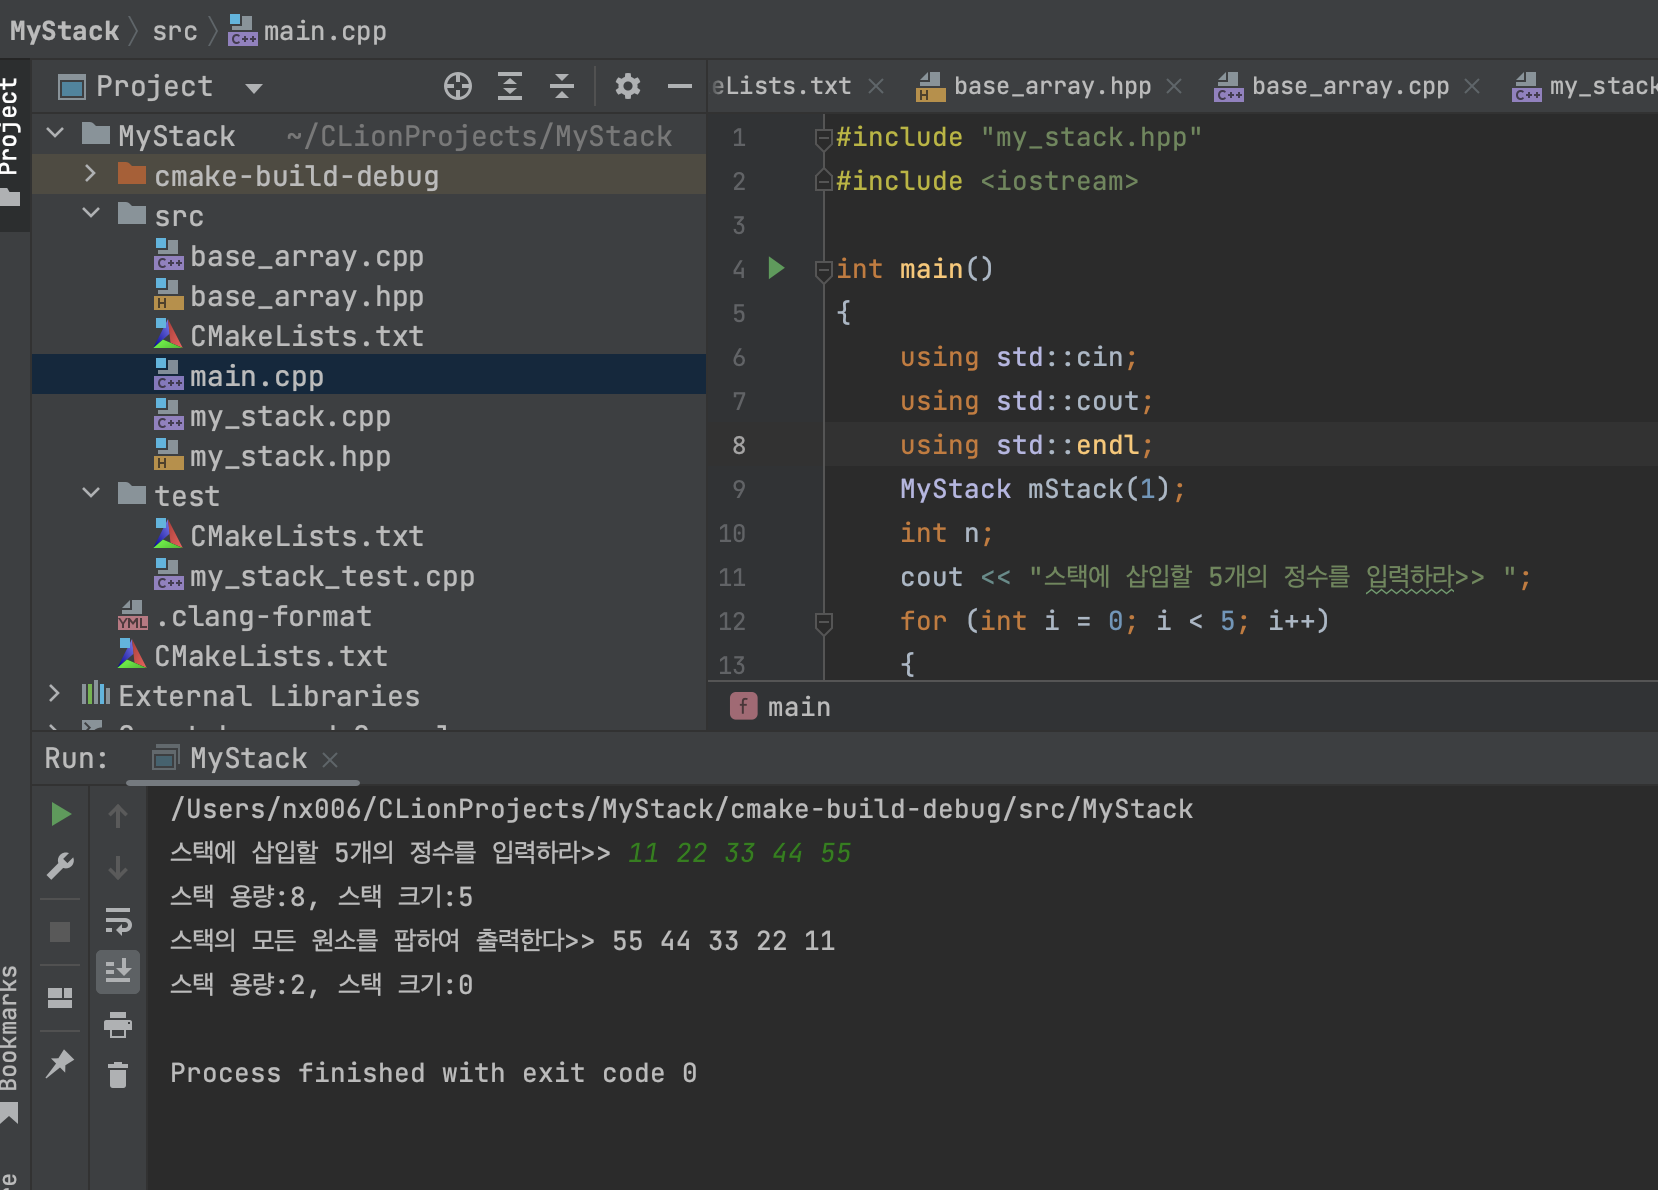 MyStack 〉 src 〉 main.cpp
Project
Project
MyStack ~/CLionProjects/MyStack
cmake-build-debug
src
base_array.cpp
base_array.hpp
CMakeLists.txt
main.cpp
my_stack.cpp
my_stack.hpp
test
CMakeLists.txt
my_stack_test.cpp
.clang-format
CMakeLists.txt
External Libraries
eLists.txt base_array.hpp base_array.cpp my_stack
1 #include "my_stack.hpp"
2 #include <iostream>
3
4 int main()
5 {
6 using std::cin;
7 using std::cout;
8 using std::endl;
9 MyStack mStack(1);
10 int n;
11 cout << "스택에 삽입할 5개의 정수를 입력하라>> ";
12 for (int i = 0; i < 5; i++)
13 {
f main
Run: MyStack
/Users/nx006/CLionProjects/MyStack/cmake-build-debug/src/MyStack
스택에 삽입할 5개의 정수를 입력하라>> 11 22 33 44 55
스택 용량:8, 스택 크기:5
스택의 모든 원소를 팝하여 출력한다>> 55 44 33 22 11
스택 용량:2, 스택 크기:0
Process finished with exit code 0
Bookmarks